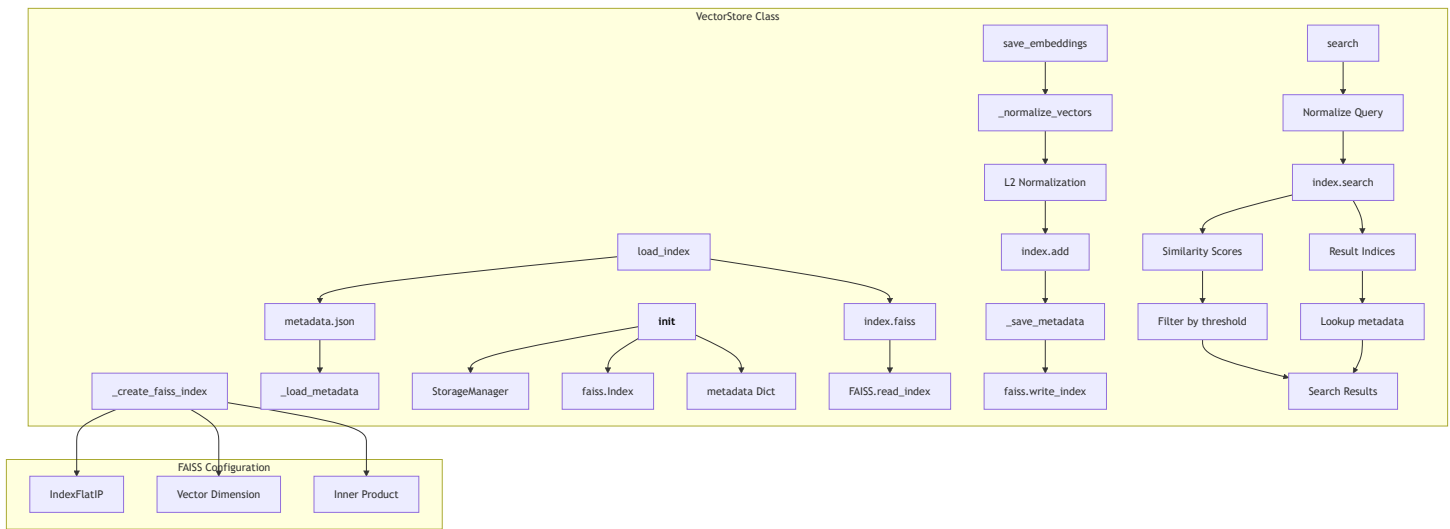 VectorStore Class
save_embeddings
search
_normalize_vectors
Normalize Query
L2 Normalization
index.search
load_index
index.add
Similarity Scores
Result Indices
metadata.json
init
index.faiss
_save_metadata
Filter by threshold
Lookup metadata
_create_faiss_index
_load_metadata
StorageManager
faiss.Index
metadata Dict
FAISS.read_index
faiss.write_index
Search Results
FAISS Configuration
IndexFlatIP
Vector Dimension
Inner Product